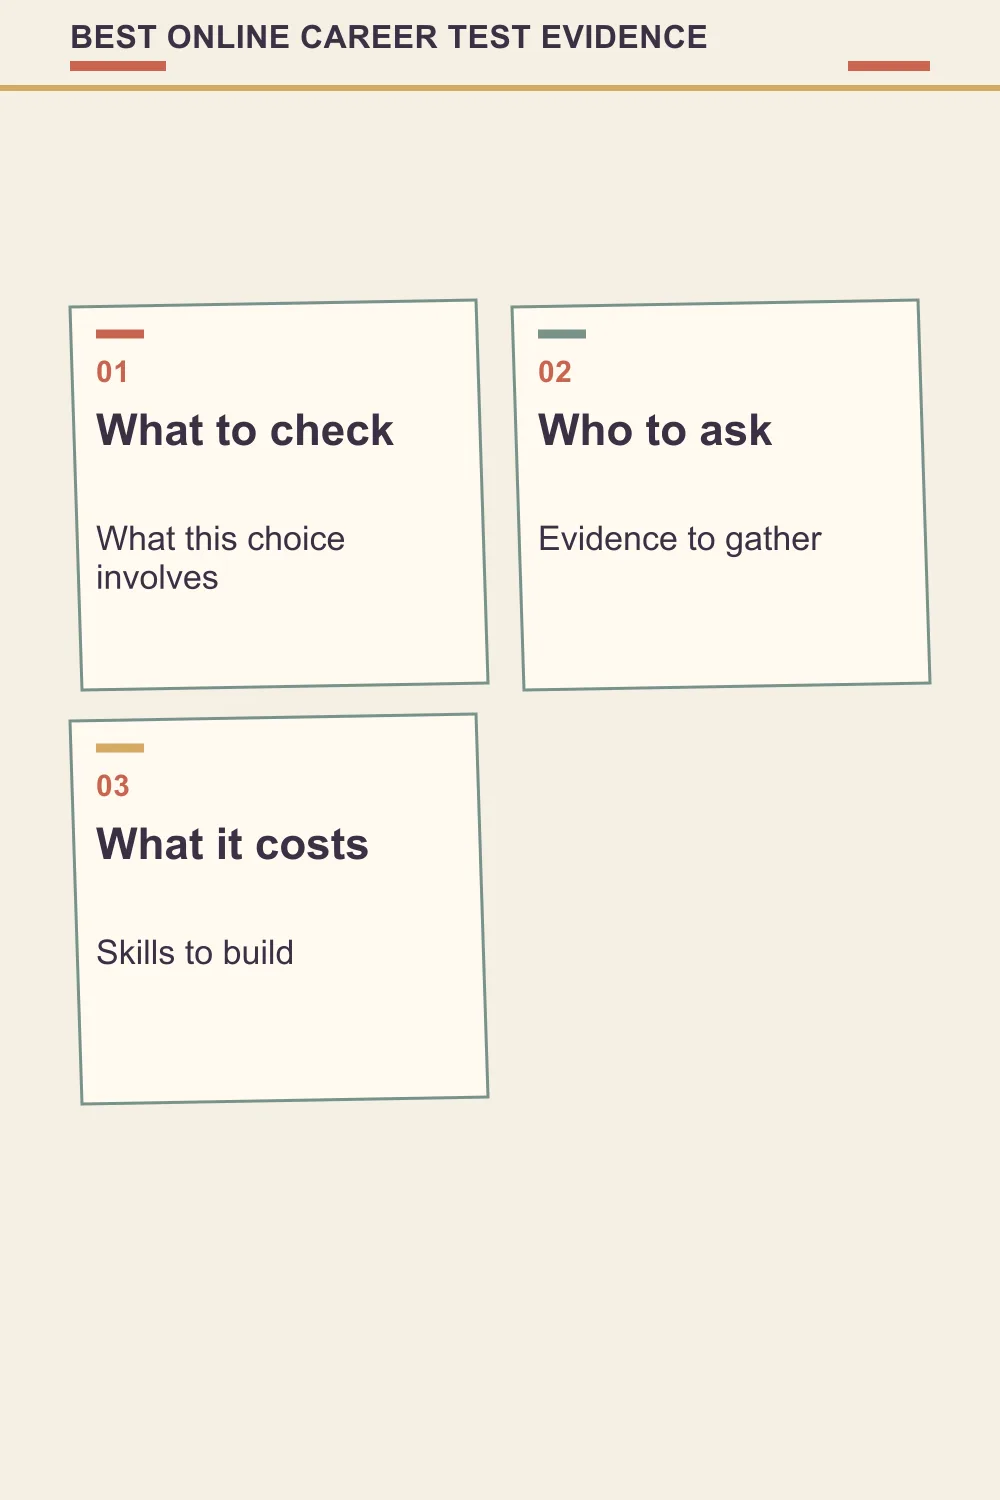 BEST ONLINE CAREER TEST EVIDENCE
01
What to check
What this choice
involves
02
Who to ask
Evidence to gather
03
What it costs
Skills to build